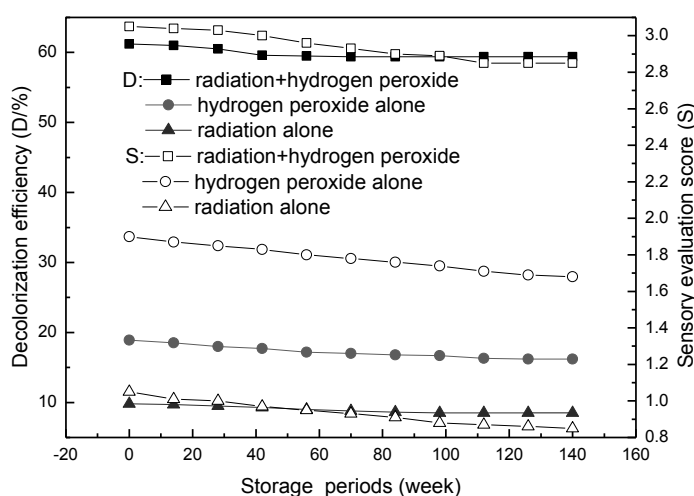 60
50
40
30
20
10
Decolorization efficiency (D/%)
D: radiation+hydrogen peroxide
hydrogen peroxide alone
radiation alone
S: radiation+hydrogen peroxide
hydrogen peroxide alone
radiation alone
3.0
2.8
2.6
2.4
2.2
2.0
1.8
1.6
1.4
1.2
1.0
0.8
Sensory evaluation score (S)
-20 0 20 40 60 80 100 120 140 160
Storage periods (week)